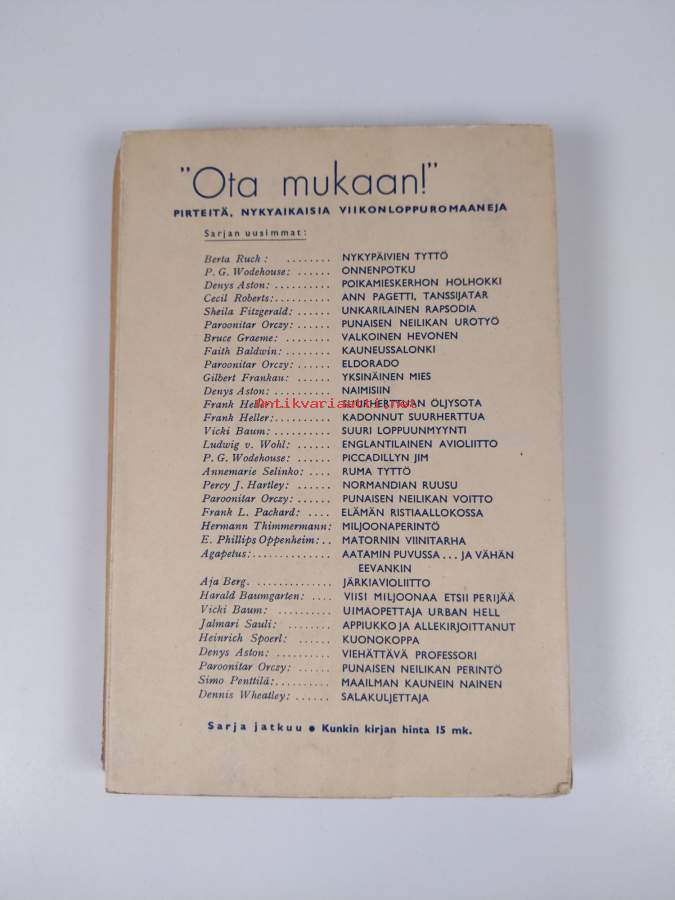 "Ota mukaan!"
PIRTEITÄ, NYKYAIKAISIA VIIKONLOPPUROMAANEJA
Sarjan uusimmat:
Berta Ruck: ........ NYKYPÄIVIEN TYTTÖ
P. G. Wodehouse: ...... ONNENPOTKU
Denys Aston: .......... POIKAMIESKERHON HOLHOKKI
Cecil Roberts: .......... ANN PAGETTI, TANSSIJATAR
Sheila Fitzgerald: ...... UNKARILAINEN RAPSODIA
Paroonitar Orczy: ...... PUNAISEN NEILIKAN UROTYÖ
Bruce Graeme: ........ VALKOINEN HEVONEN
Faith Baldwin: ........ KAUNEUSSALONKI
Paroonitar Orczy: ...... ELDORADO
Gilbert Frankau: ...... YKSINÄINEN MIES
Denys Aston: .......... NAIMISIIN
Frank Heller: SUURHERTTUAN ÖLJYSOTA
Antikvariaatti.net
Frank Heller: .......... KADONNUT SUURHERTTUA
Vicki Baum: .......... SUURI LOPPUUNMYYNTI
Ludwig v. Wohl: ...... ENGLANTILAINEN AVIOLIITTO
P. G. Wodehouse: ...... PICCADILLYN JIM
Annemarie Selinko: .... RUMA TYTTÖ
Percy J. Hartley: ...... NORMANDIAN RUUSU
Paroonitar Orczy: ...... PUNAISEN NEILIKAN VOITTO
Frank L. Packard: .... ELÄMÄN RISTIAALLOKOSSA
Hermann Thimmermann: MILJOONAPERINTÖ
E. Phillips Oppenheim: .. MATORNIN VIINITARHA
Agapetus: .............. AATAMIN PUVUSSA ... JA VÄHÄN
EEVANKIN
Aja Berg. .............. JÄRKIAVIOLIITTO
Harald Baumgarten: .... VIISI MILJOONAA ETSII PERIJÄÄ
Vicki Baum: .......... UIMAOPETTAJA URBAN HELL
Jalmari Sauli: ........ APPIUKKO JA ALLEKIRJOITTANUT
Heinrich Spoerl: ...... KUONOKOPPA
Denys Aston: .......... VIEHÄTTÄVÄ PROFESSORI
Paroonitar Orczy: ...... PUNAISEN NEILIKAN PERINTÖ
Simo Penttilä: .......... MAAILMAN KAUNEIN NAINEN
Dennis Wheatley: ...... SALAKULJETTAJA
Sarja jatkuu • Kunkin kirjan hinta 15 mk.